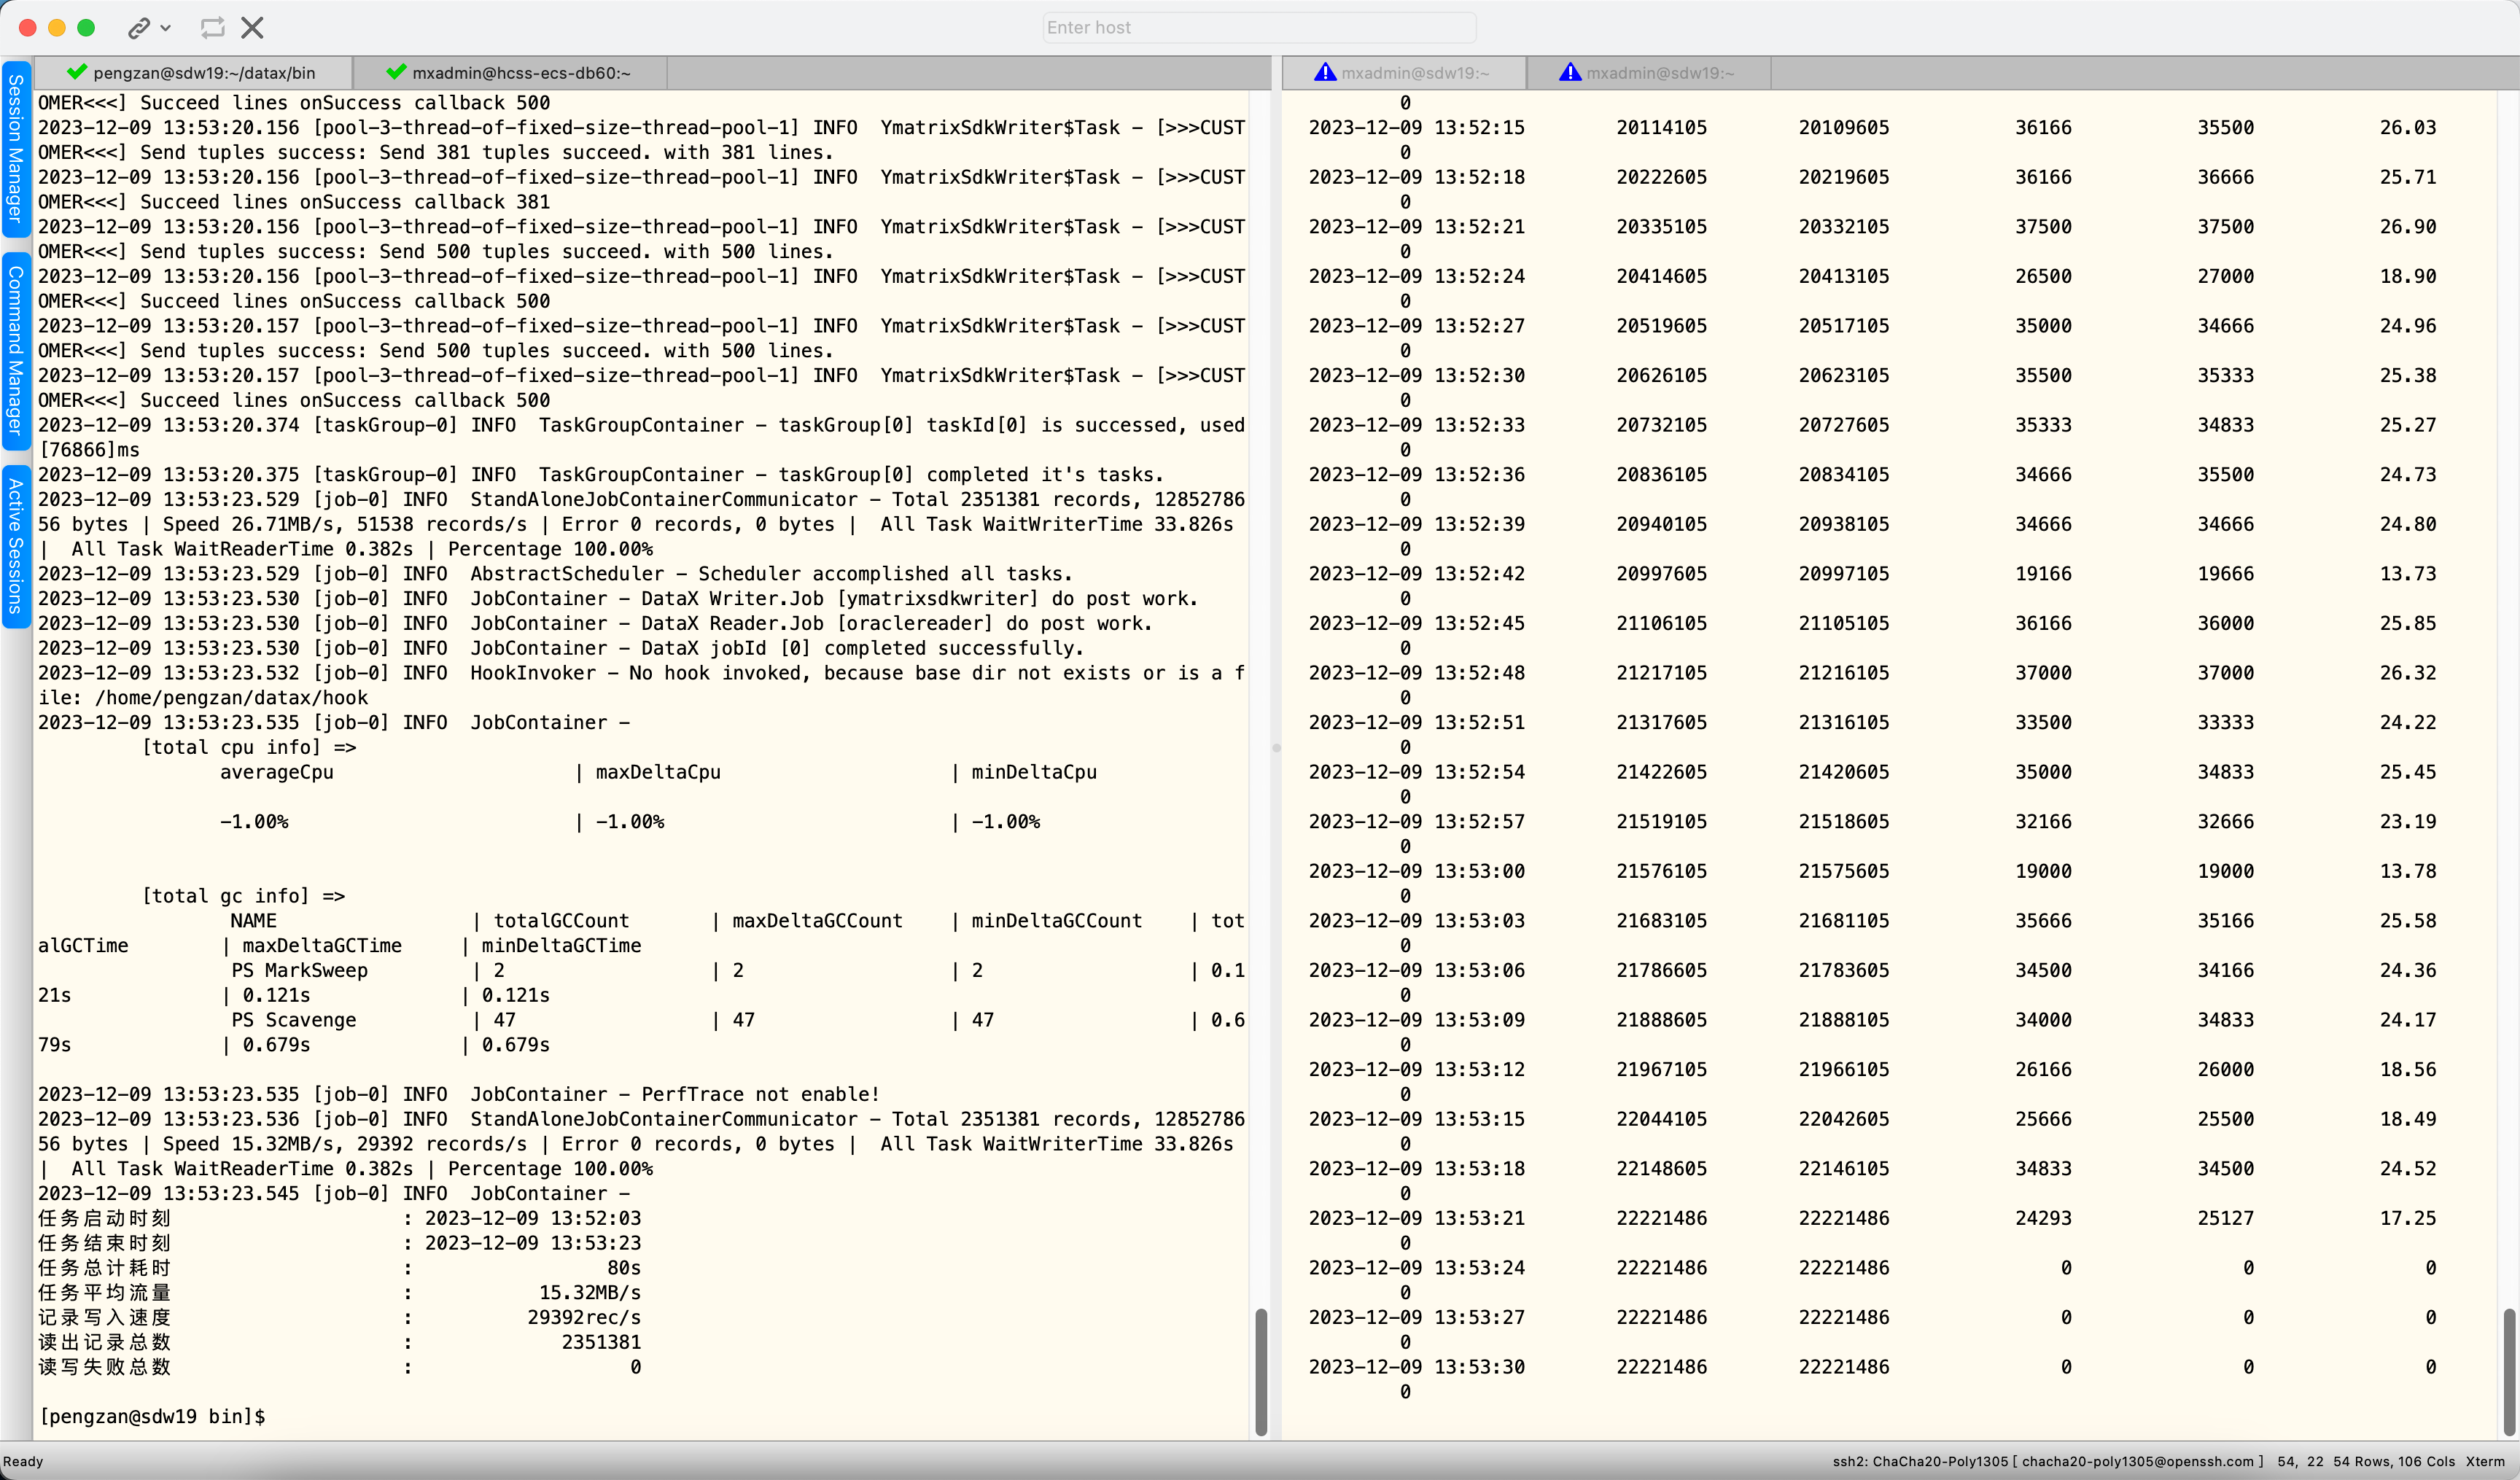 Enter host
Session Manager
Command Manager
Active Sessions
pengzan@sdw19:~/datax/bin
mxadmin@hcss-ecs-db60:~
OMER<<<] Succeed lines onSuccess callback 500
2023-12-09 13:53:20.156 [pool-3-thread-of-fixed-size-thread-pool-1] INFO  YmatrixSdkWriter$Task - [>>>CUST
OMER<<<] Send tuples success: Send 381 tuples succeed. with 381 lines.
2023-12-09 13:53:20.156 [pool-3-thread-of-fixed-size-thread-pool-1] INFO  YmatrixSdkWriter$Task - [>>>CUST
OMER<<<] Succeed lines onSuccess callback 381
2023-12-09 13:53:20.156 [pool-3-thread-of-fixed-size-thread-pool-1] INFO  YmatrixSdkWriter$Task - [>>>CUST
OMER<<<] Send tuples success: Send 500 tuples succeed. with 500 lines.
2023-12-09 13:53:20.156 [pool-3-thread-of-fixed-size-thread-pool-1] INFO  YmatrixSdkWriter$Task - [>>>CUST
OMER<<<] Succeed lines onSuccess callback 500
2023-12-09 13:53:20.157 [pool-3-thread-of-fixed-size-thread-pool-1] INFO  YmatrixSdkWriter$Task - [>>>CUST
OMER<<<] Send tuples success: Send 500 tuples succeed. with 500 lines.
2023-12-09 13:53:20.157 [pool-3-thread-of-fixed-size-thread-pool-1] INFO  YmatrixSdkWriter$Task - [>>>CUST
OMER<<<] Succeed lines onSuccess callback 500
2023-12-09 13:53:20.374 [taskGroup-0] INFO  TaskGroupContainer - taskGroup[0] taskId[0] is successed, used
[76866]ms
2023-12-09 13:53:20.375 [taskGroup-0] INFO  TaskGroupContainer - taskGroup[0] completed it's tasks.
2023-12-09 13:53:23.529 [job-0] INFO  StandAloneJobContainerCommunicator - Total 2351381 records, 12852786
56 bytes | Speed 26.71MB/s, 51538 records/s | Error 0 records, 0 bytes |  All Task WaitWriterTime 33.826s
|  All Task WaitReaderTime 0.382s | Percentage 100.00%
2023-12-09 13:53:23.529 [job-0] INFO  AbstractScheduler - Scheduler accomplished all tasks.
2023-12-09 13:53:23.530 [job-0] INFO  JobContainer - DataX Writer.Job [ymatrixsdkwriter] do post work.
2023-12-09 13:53:23.530 [job-0] INFO  JobContainer - DataX Reader.Job [oraclereader] do post work.
2023-12-09 13:53:23.530 [job-0] INFO  JobContainer - DataX jobId [0] completed successfully.
2023-12-09 13:53:23.532 [job-0] INFO  HookInvoker - No hook invoked, because base dir not exists or is a f
ile: /home/pengzan/datax/hook
2023-12-09 13:53:23.535 [job-0] INFO  JobContainer -
[total cpu info] =>
averageCpu | maxDeltaCpu | minDeltaCpu
-1.00% | -1.00% | -1.00%
[total gc info] =>
NAME | totalGCCount | maxDeltaGCCount | minDeltaGCCount | tot
alGCTime | maxDeltaGCTime | minDeltaGCTime
PS MarkSweep | 2 | 2 | 2 | 0.1
21s | 0.121s | 0.121s
PS Scavenge | 47 | 47 | 47 | 0.6
79s | 0.679s | 0.679s
2023-12-09 13:53:23.535 [job-0] INFO  JobContainer - PerfTrace not enable!
2023-12-09 13:53:23.536 [job-0] INFO  StandAloneJobContainerCommunicator - Total 2351381 records, 12852786
56 bytes | Speed 15.32MB/s, 29392 records/s | Error 0 records, 0 bytes |  All Task WaitWriterTime 33.826s
|  All Task WaitReaderTime 0.382s | Percentage 100.00%
2023-12-09 13:53:23.545 [job-0] INFO  JobContainer -
任务启动时刻 : 2023-12-09 13:52:03
任务结束时刻 : 2023-12-09 13:53:23
任务总计耗时 : 80s
任务平均流量 : 15.32MB/s
记录写入速度 : 29392rec/s
读出记录总数 : 2351381
读写失败总数 : 0
[pengzan@sdw19 bin]$
mxadmin@sdw19:~
mxadmin@sdw19:~
0
2023-12-09 13:52:15 20114105 20109605 36166 35500 26.03
0
2023-12-09 13:52:18 20222605 20219605 36166 36666 25.71
0
2023-12-09 13:52:21 20335105 20332105 37500 37500 26.90
0
2023-12-09 13:52:24 20414605 20413105 26500 27000 18.90
0
2023-12-09 13:52:27 20519605 20517105 35000 34666 24.96
0
2023-12-09 13:52:30 20626105 20623105 35500 35333 25.38
0
2023-12-09 13:52:33 20732105 20727605 35333 34833 25.27
0
2023-12-09 13:52:36 20836105 20834105 34666 35500 24.73
0
2023-12-09 13:52:39 20940105 20938105 34666 34666 24.80
0
2023-12-09 13:52:42 20997605 20997105 19166 19666 13.73
0
2023-12-09 13:52:45 21106105 21105105 36166 36000 25.85
0
2023-12-09 13:52:48 21217105 21216105 37000 37000 26.32
0
2023-12-09 13:52:51 21317605 21316105 33500 33333 24.22
0
2023-12-09 13:52:54 21422605 21420605 35000 34833 25.45
0
2023-12-09 13:52:57 21519105 21518605 32166 32666 23.19
0
2023-12-09 13:53:00 21576105 21575605 19000 19000 13.78
0
2023-12-09 13:53:03 21683105 21681105 35666 35166 25.58
0
2023-12-09 13:53:06 21786605 21783605 34500 34166 24.36
0
2023-12-09 13:53:09 21888605 21888105 34000 34833 24.17
0
2023-12-09 13:53:12 21967105 21966105 26166 26000 18.56
0
2023-12-09 13:53:15 22044105 22042605 25666 25500 18.49
0
2023-12-09 13:53:18 22148605 22146105 34833 34500 24.52
0
2023-12-09 13:53:21 22221486 22221486 24293 25127 17.25
0
2023-12-09 13:53:24 22221486 22221486 0 0 0
0
2023-12-09 13:53:27 22221486 22221486 0 0 0
0
2023-12-09 13:53:30 22221486 22221486 0 0 0
0
Ready
ssh2: ChaCha20-Poly1305 [ chacha20-poly1305@openssh.com ]   54,  22  54 Rows, 106 Cols  Xterm